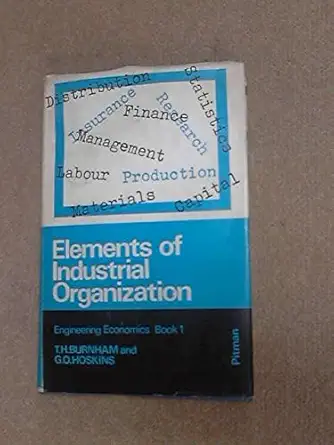 Distribution
Statistics
Insurance
Finance
Research
Management
Labour
Production
Materials
Capital
Elements of
Industrial
Organization
Engineering Economics Book 1
T.H.BURNHAM and
G.O.HOSKINS
Pitman